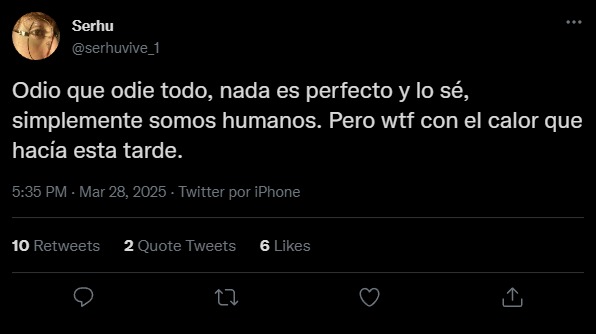 Serhu
@serhuvive_1
Odio que odie todo, nada es perfecto y lo sé,
simplemente somos humanos. Pero wtf con el calor que
hacía esta tarde.
5:35 PM · Mar 28, 2025 · Twitter por iPhone
10 Retweets 2 Quote Tweets 6 Likes